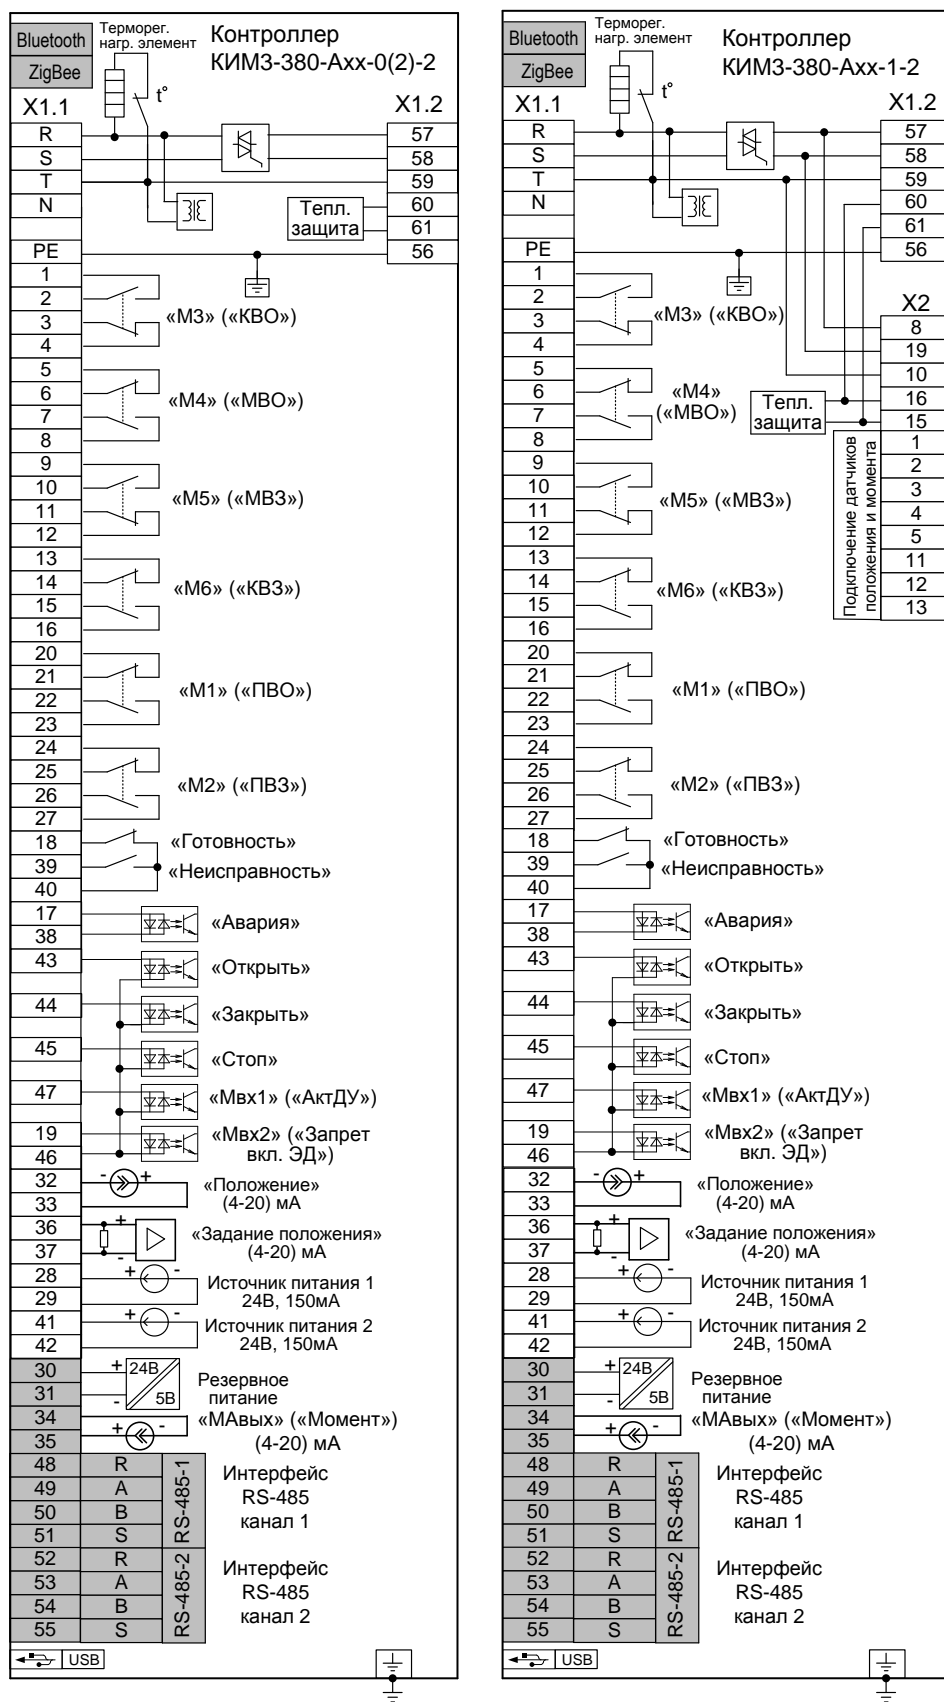 Bluetooth
ZigBee
Терморег.
нагр. элемент
Контроллер
КИМ3-380-Ахх-0(2)-2
t°
X1.1
X1.2
R
S
T
N
PE
57
58
59
60
61
56
Тепл.
защита
1
2
3
4
«М3» («КВО»)
5
6
7
8
«М4» («МВО»)
9
10
11
12
«М5» («МВЗ»)
13
14
15
16
«М6» («КВЗ»)
20
21
22
23
«М1» («ПВО»)
24
25
26
27
«М2» («ПВЗ»)
18
39
40
«Готовность»
«Неисправность»
17
38
«Авария»
43
«Открыть»
44
«Закрыть»
45
«Стоп»
47
«Мвх1» («АктДУ»)
19
46
«Мвх2» («Запрет
вкл. ЭД»)
32
33
- +
«Положение»
(4-20) мА
36
37
+
-
«Задание положения»
(4-20) мА
28
29
+ -
Источник питания 1
24В, 150мА
41
42
+ -
Источник питания 2
24В, 150мА
30
31
+ 24В
- 5В
Резервное
питание
34
35
+ -
«МАвых» («Момент»)
(4-20) мА
48 R
49 A
50 B
51 S
RS-485-1
Интерфейс
RS-485
канал 1
52 R
53 A
54 B
55 S
RS-485-2
Интерфейс
RS-485
канал 2
USB
Bluetooth
ZigBee
Терморег.
нагр. элемент
Контроллер
КИМ3-380-Ахх-1-2
t°
X1.1
X1.2
R
S
T
N
PE
57
58
59
60
61
56
X2
8
19
10
16
15
1
2
3
4
5
11
12
13
Тепл.
защита
Подключение датчиков
положения и момента
1
2
3
4
«М3» («КВО»)
5
6
7
8
«М4»
(«МВО»)
9
10
11
12
«М5» («МВЗ»)
13
14
15
16
«М6» («КВЗ»)
20
21
22
23
«М1» («ПВО»)
24
25
26
27
«М2» («ПВЗ»)
18
39
40
«Готовность»
«Неисправность»
17
38
«Авария»
43
«Открыть»
44
«Закрыть»
45
«Стоп»
47
«Мвх1» («АктДУ»)
19
46
«Мвх2» («Запрет
вкл. ЭД»)
32
33
- +
«Положение»
(4-20) мА
36
37
+
-
«Задание положения»
(4-20) мА
28
29
+ -
Источник питания 1
24В, 150мА
41
42
+ -
Источник питания 2
24В, 150мА
30
31
+ 24В
- 5В
Резервное
питание
34
35
+ -
«МАвых» («Момент»)
(4-20) мА
48 R
49 A
50 B
51 S
RS-485-1
Интерфейс
RS-485
канал 1
52 R
53 A
54 B
55 S
RS-485-2
Интерфейс
RS-485
канал 2
USB